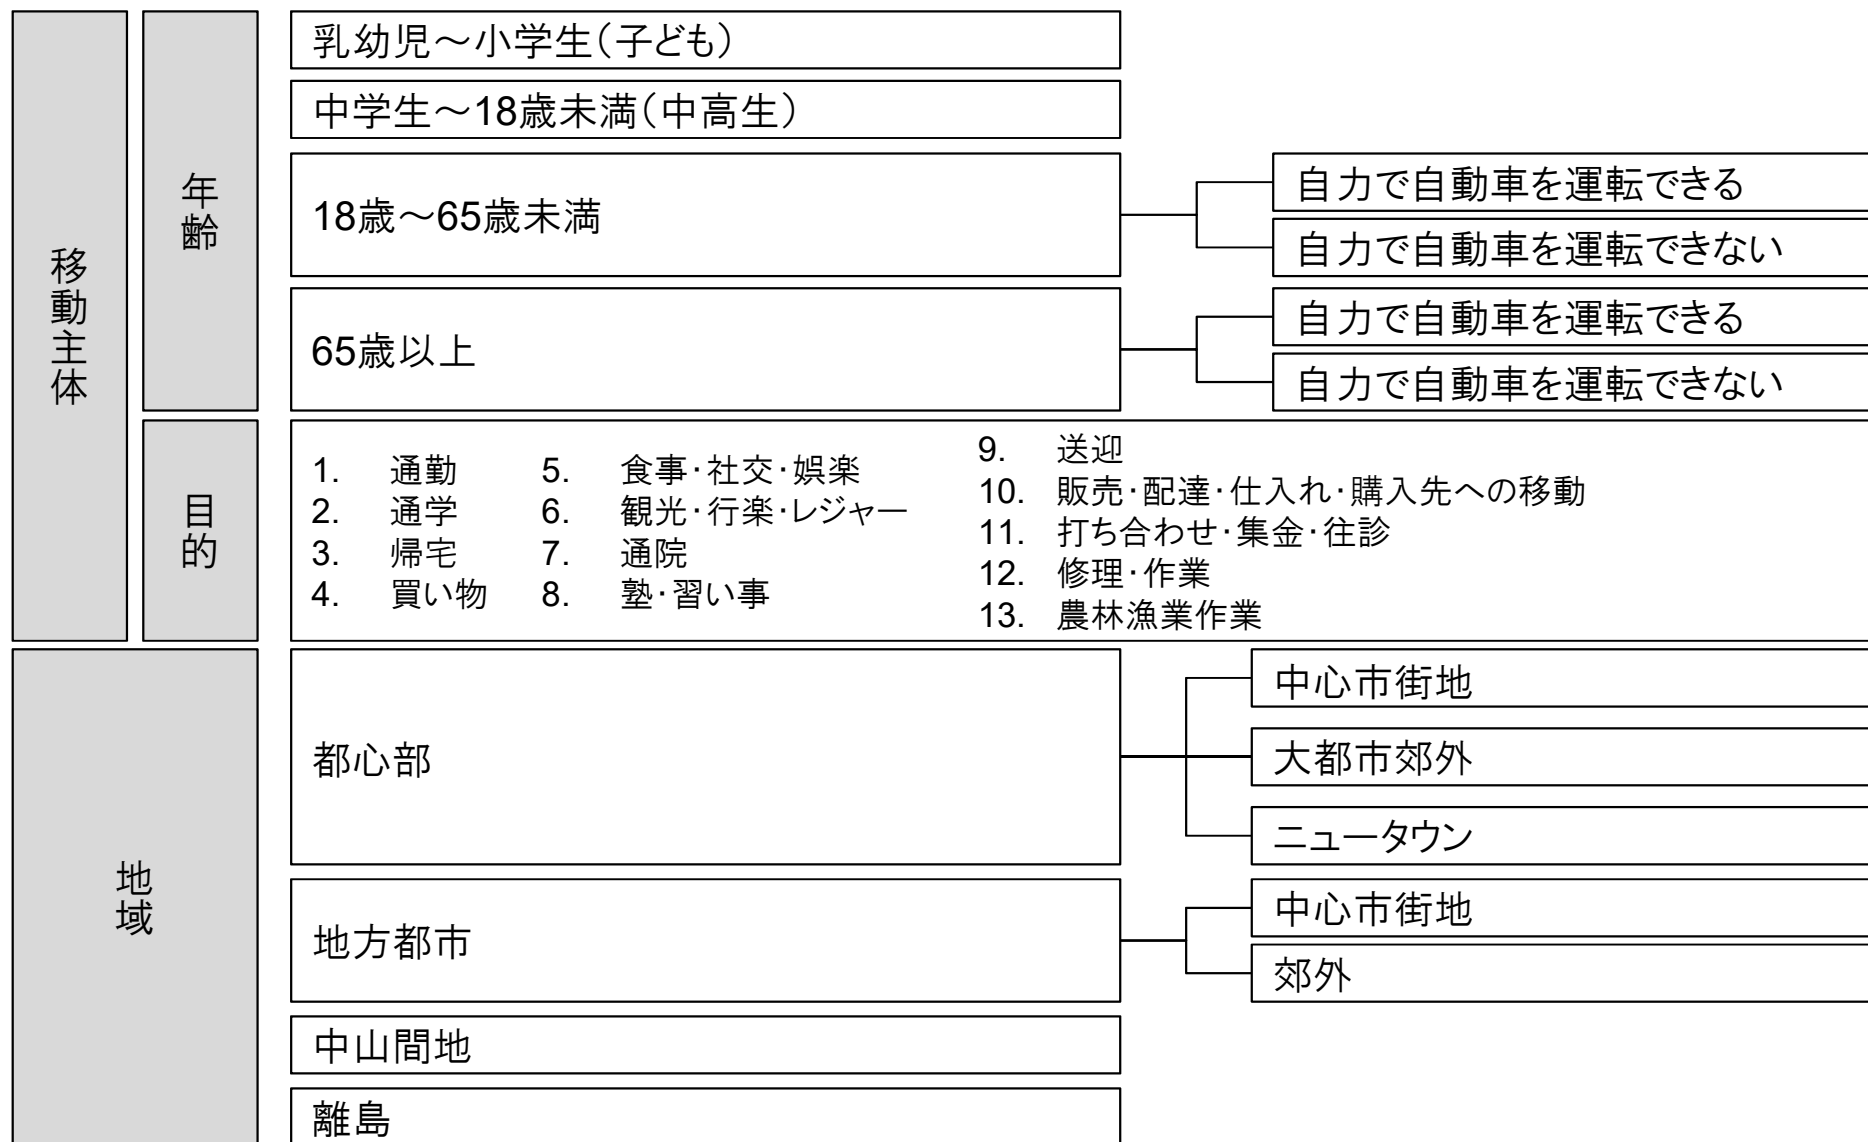 移動主体
年齢
乳幼児～小学生（子ども）
中学生～18歳未満（中高生）
18歳～65歳未満
自力で自動車を運転できる
自力で自動車を運転できない
65歳以上
自力で自動車を運転できる
自力で自動車を運転できない
目的
1. 通勤
2. 通学
3. 帰宅
4. 買い物
5. 食事・社交・娯楽
6. 観光・行楽・レジャー
7. 通院
8. 塾・習い事
9. 送迎
10. 販売・配達・仕入れ・購入先への移動
11. 打ち合わせ・集金・往診
12. 修理・作業
13. 農林漁業作業
地域
都心部
中心市街地
大都市郊外
ニュータウン
地方都市
中心市街地
郊外
中山間地
離島